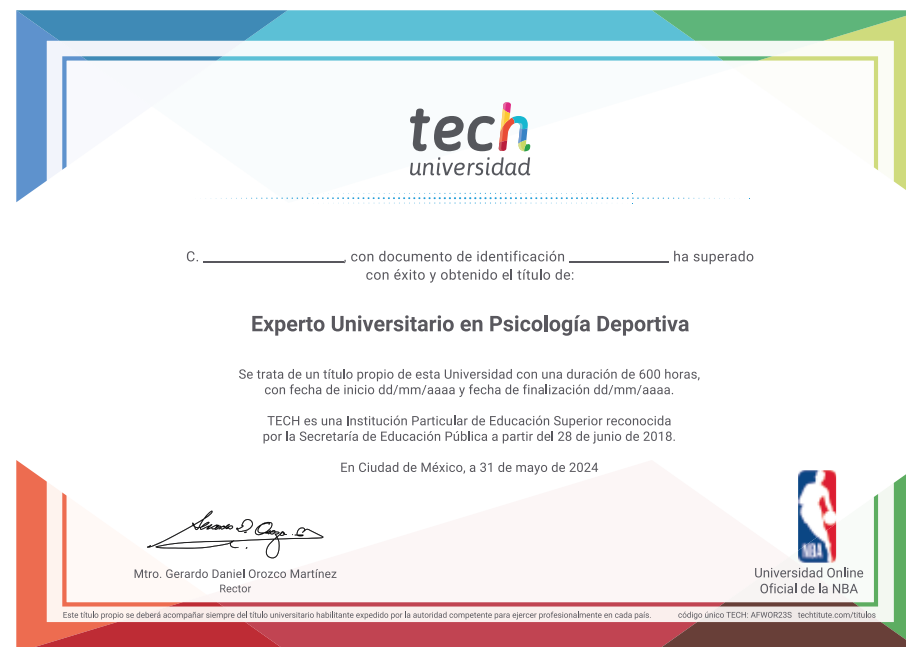 tech
universidad
C. ____________________, con documento de identificación ______________ ha superado
con éxito y obtenido el título de:
Experto Universitario en Psicología Deportiva
Se trata de un título propio de esta Universidad con una duración de 600 horas,
con fecha de inicio dd/mm/aaaa y fecha de finalización dd/mm/aaaa.
TECH es una Institución Particular de Educación Superior reconocida
por la Secretaría de Educación Pública a partir del 28 de junio de 2018.
En Ciudad de México, a 31 de mayo de 2024
Mtro. Gerardo Daniel Orozco Martínez
Rector
NBA
Universidad Online
Oficial de la NBA
Este título propio se deberá acompañar siempre del título universitario habilitante expedido por la autoridad competente para ejercer profesionalmente en cada país. código único TECH: AFWOR23S techtitute.com/titulos